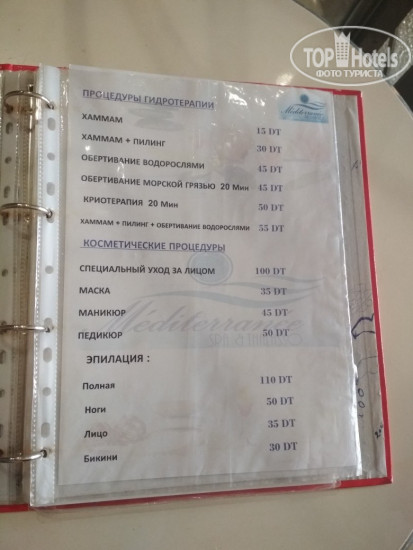 TOP Hotels
ФОТО ТУРИСТА
ПРОЦЕДУРЫ ГИДРОТЕРАПИИ
Méditerranée
ХАММАМ 15 DT
ХАММАМ + ПИЛИНГ 30 DT
ОБЕРТИВАНИЕ ВОДОРОСЛЯМИ 45 DT
ОБЕРТИВАНИЕ МОРСКОЙ ГРЯЗЬЮ 20 Мин 45 DT
КРИОТЕРАПИЯ 20 Мин 50 DT
ХАММАМ + ПИЛИНГ + ОБЕРТИВАНИЕ ВОДОРОСЛЯМИ 55 DT
КОСМЕТИЧЕСКИЕ ПРОЦЕДУРЫ
СПЕЦИАЛЬНЫЙ УХОД ЗА ЛИЦОМ 100 DT
МАСКА 35 DT
МАНИКЮР 45 DT
Méditerranée
ПЕДИКЮР 50 DT
ЭПИЛАЦИЯ :
Полная 110 DT
Ноги 50 DT
Лицо 35 DT
Бикини 30 DT